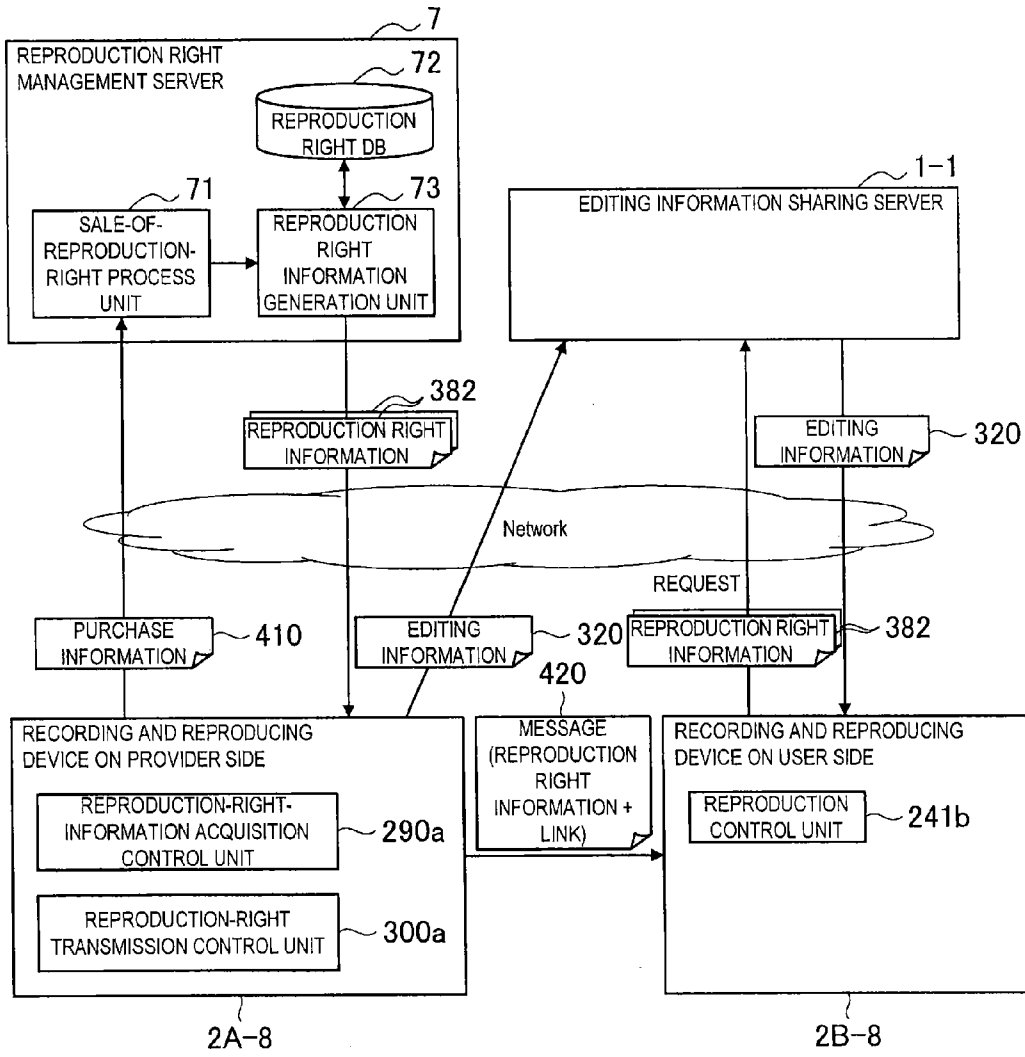 7
REPRODUCTION RIGHT
MANAGEMENT SERVER
72
REPRODUCTION
RIGHT DB
71
73
SALE-OF-
REPRODUCTION-
RIGHT PROCESS
UNIT
REPRODUCTION
RIGHT
INFORMATION
GENERATION UNIT
1-1
EDITING INFORMATION SHARING SERVER
382
REPRODUCTION RIGHT
INFORMATION
EDITING
INFORMATION
320
Network
REQUEST
PURCHASE
INFORMATION
410
EDITING
INFORMATION
320
REPRODUCTION RIGHT
INFORMATION
382
420
MESSAGE
(REPRODUCTION
RIGHT
INFORMATION +
LINK)
RECORDING AND REPRODUCING
DEVICE ON PROVIDER SIDE
REPRODUCTION-RIGHT-
INFORMATION ACQUISITION
CONTROL UNIT
290a
REPRODUCTION-RIGHT
TRANSMISSION CONTROL UNIT
300a
2A-8
RECORDING AND REPRODUCING
DEVICE ON USER SIDE
REPRODUCTION
CONTROL UNIT
241b
2B-8